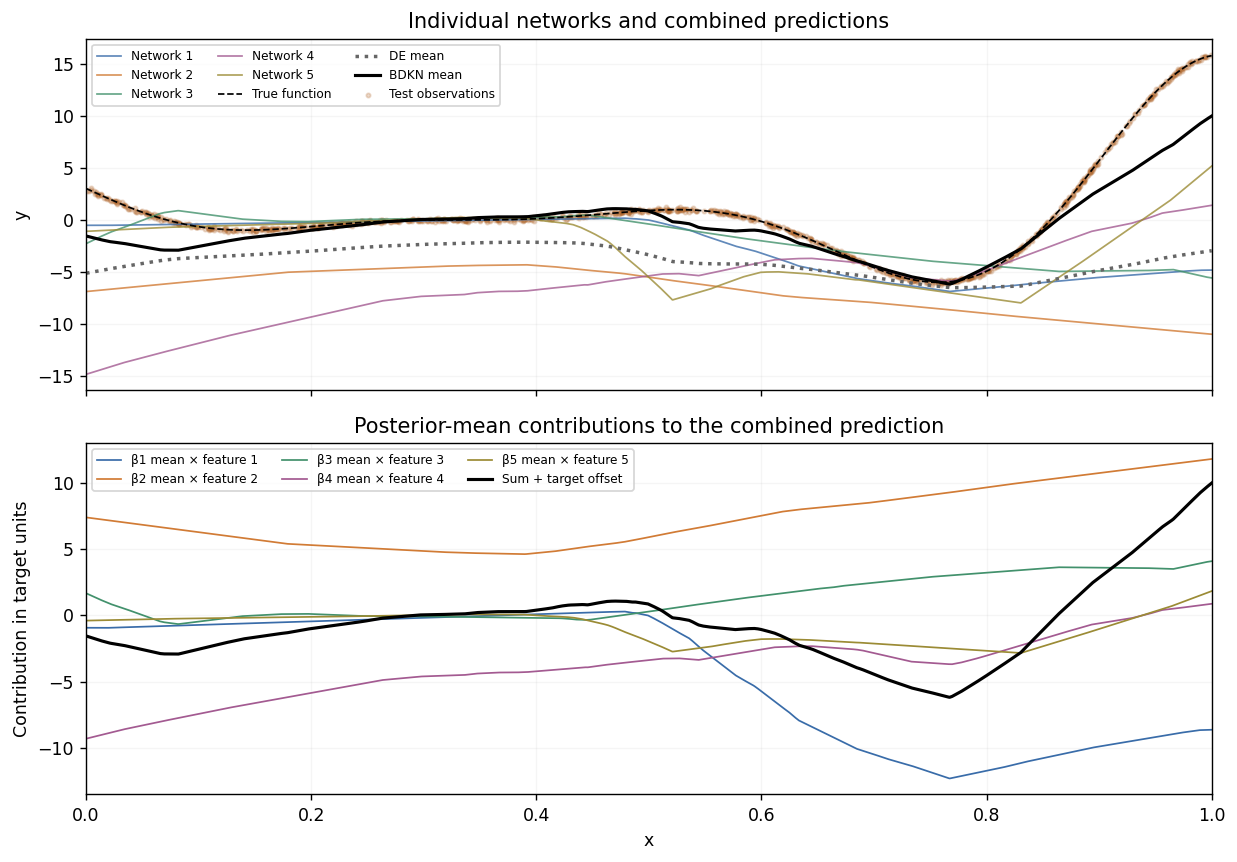 Individual networks and combined predictions
Network 1
Network 2
Network 3
Network 4
Network 5
True function
DE mean
BDKN mean
Test observations
15
10
5
0
−5
−10
−15
y
Posterior-mean contributions to the combined prediction
β1 mean × feature 1
β2 mean × feature 2
β3 mean × feature 3
β4 mean × feature 4
β5 mean × feature 5
Sum + target offset
10
5
0
−5
−10
Contribution in target units
0.0 0.2 0.4 0.6 0.8 1.0
x